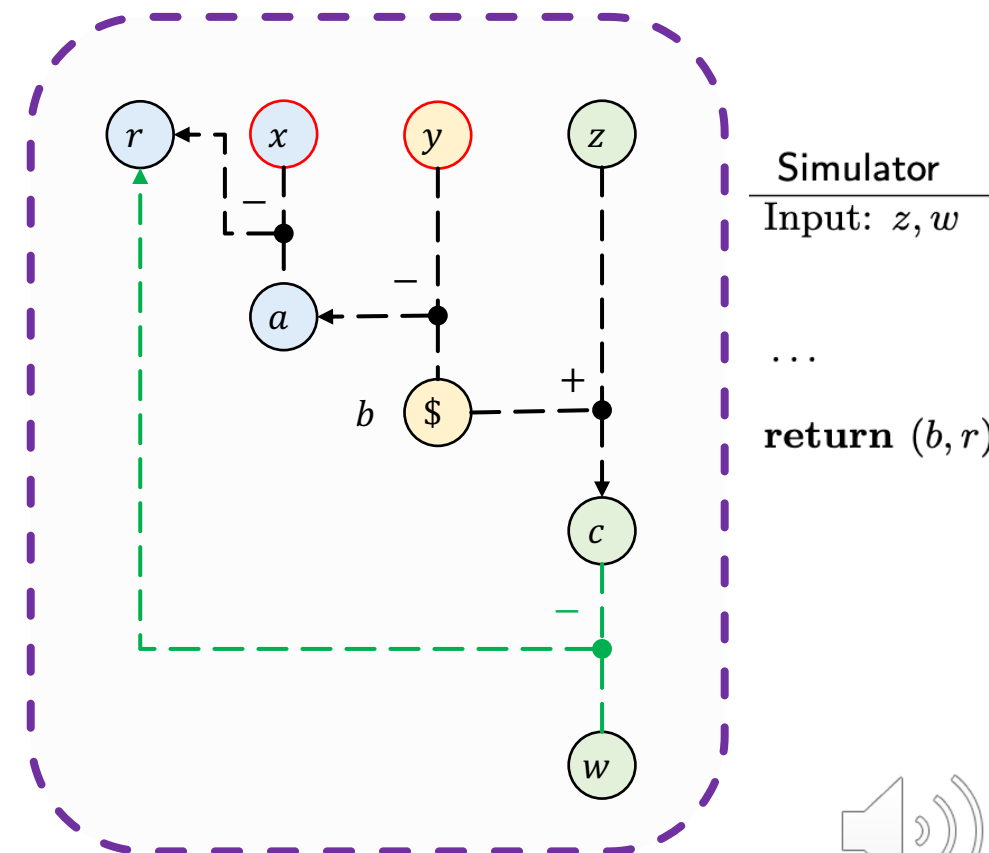 r x y z
−
−
a
+
b $
c
−
w
Simulator
Input: z, w
...
return (b, r)